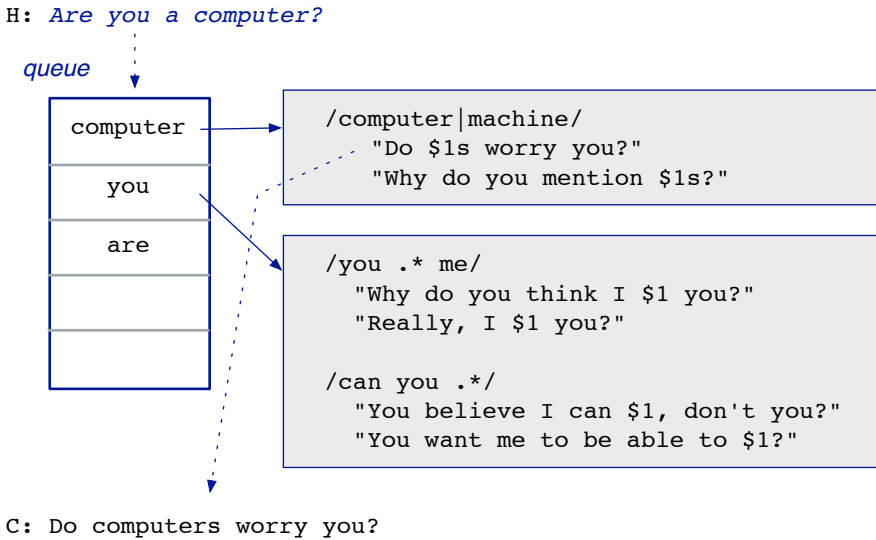 H: Are you a computer?
queue
computer
you
are
/computer|machine/
"Do $1s worry you?"
"Why do you mention $1s?"
/you .* me/
"Why do you think I $1 you?"
"Really, I $1 you?"
/can you .*/
"You believe I can $1, don't you?"
"You want me to be able to $1?"
C: Do computers worry you?